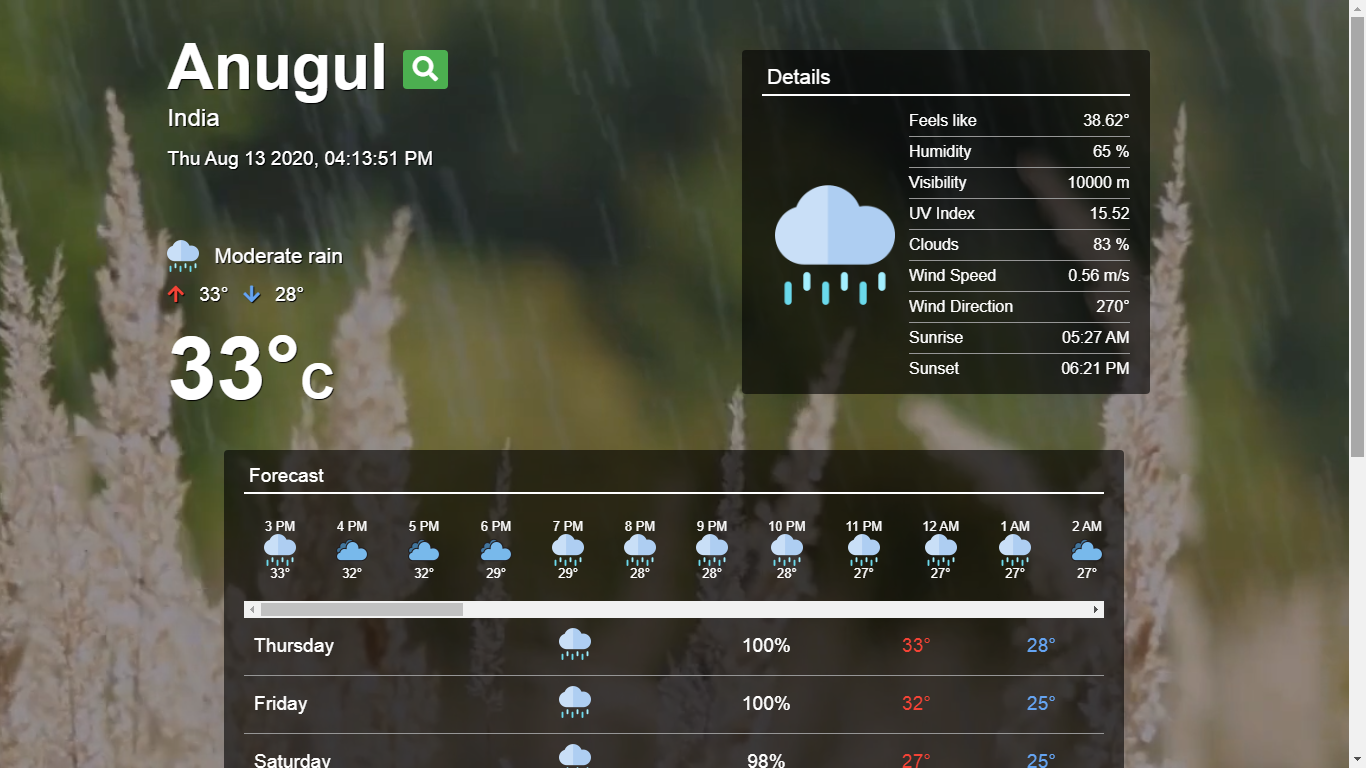 Anugul
India
Thu Aug 13 2020, 04:13:51 PM
Moderate rain
33° 28°
33°C
Details
Feels like 38.62°
Humidity 65 %
Visibility 10000 m
UV Index 15.52
Clouds 83 %
Wind Speed 0.56 m/s
Wind Direction 270°
Sunrise 05:27 AM
Sunset 06:21 PM
Forecast
3 PM 4 PM 5 PM 6 PM 7 PM 8 PM 9 PM 10 PM 11 PM 12 AM 1 AM 2 AM
33° 32° 32° 29° 29° 28° 28° 28° 27° 27° 27° 27°
Thursday 100% 33° 28°
Friday 100% 32° 25°
Saturday 98% 27° 25°